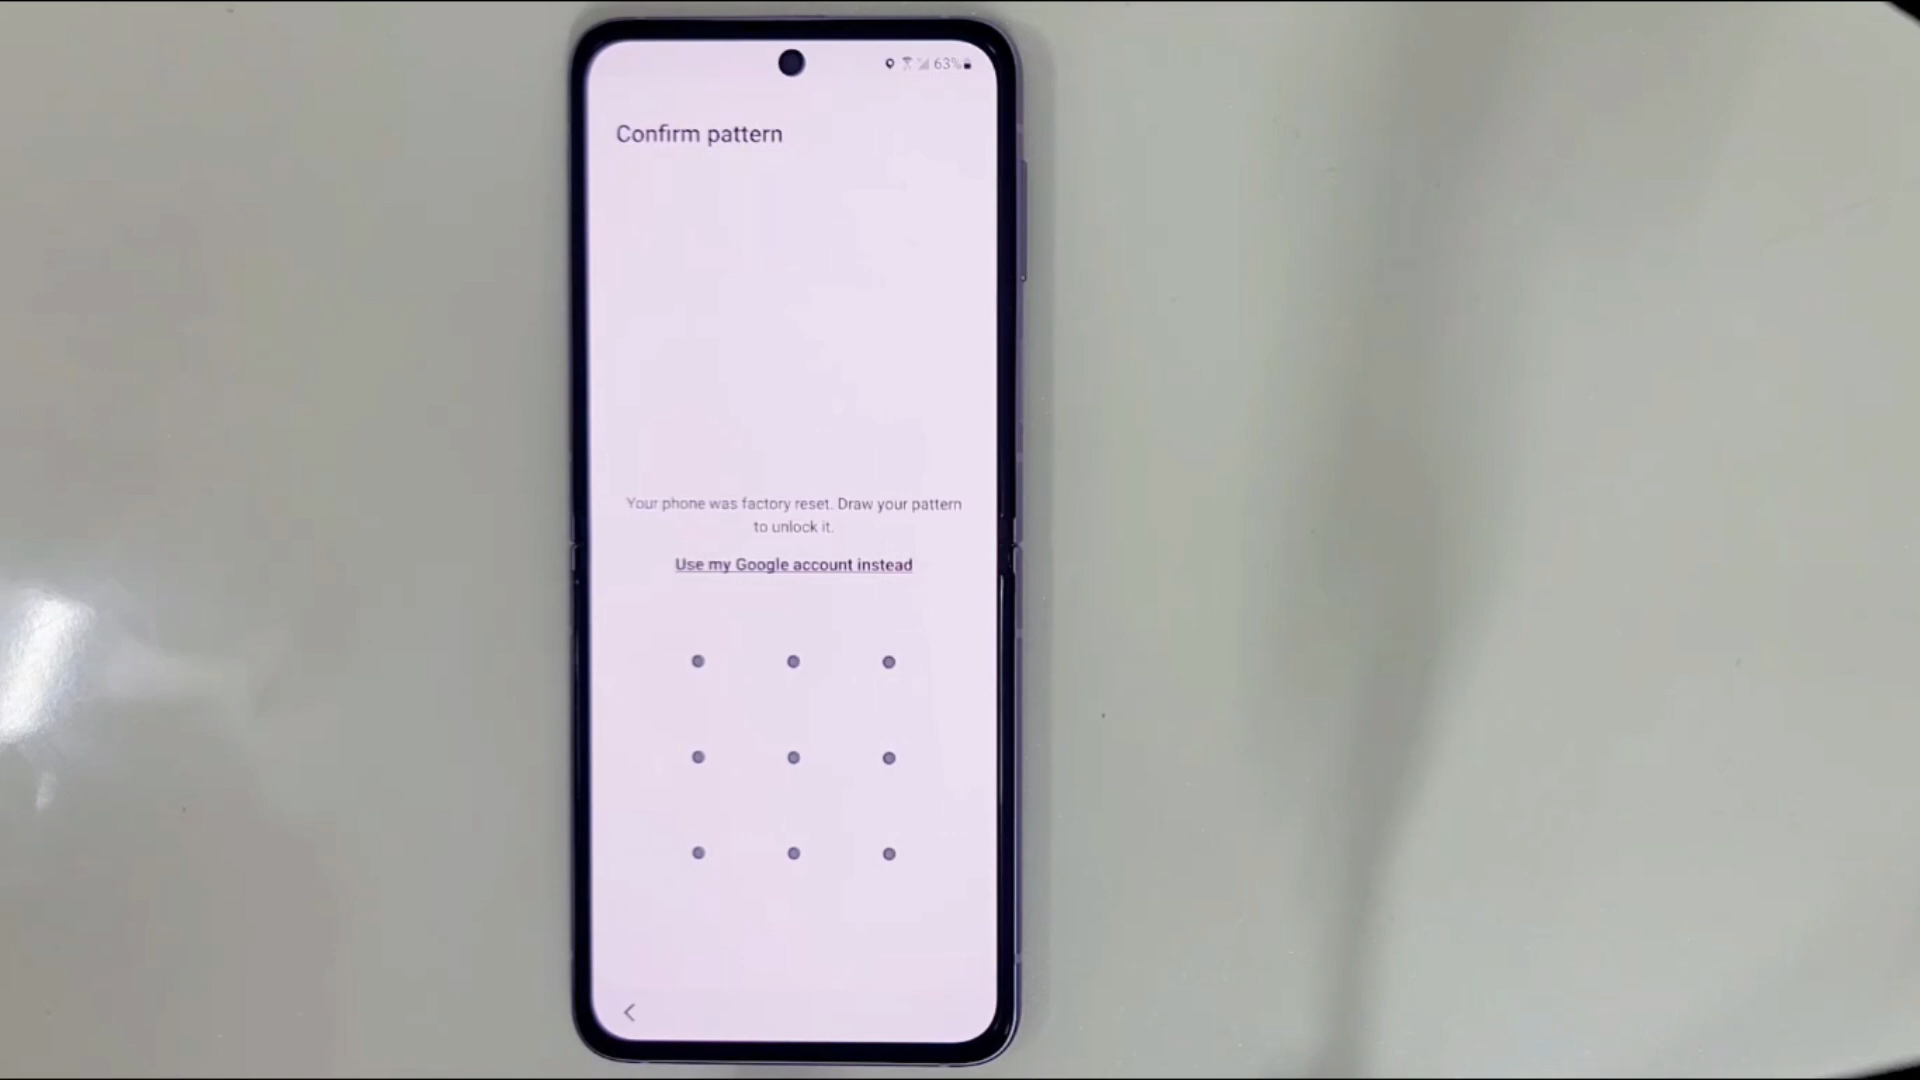 63%
Confirm pattern
Your phone was factory reset. Draw your pattern
to unlock it.
Use my Google account instead